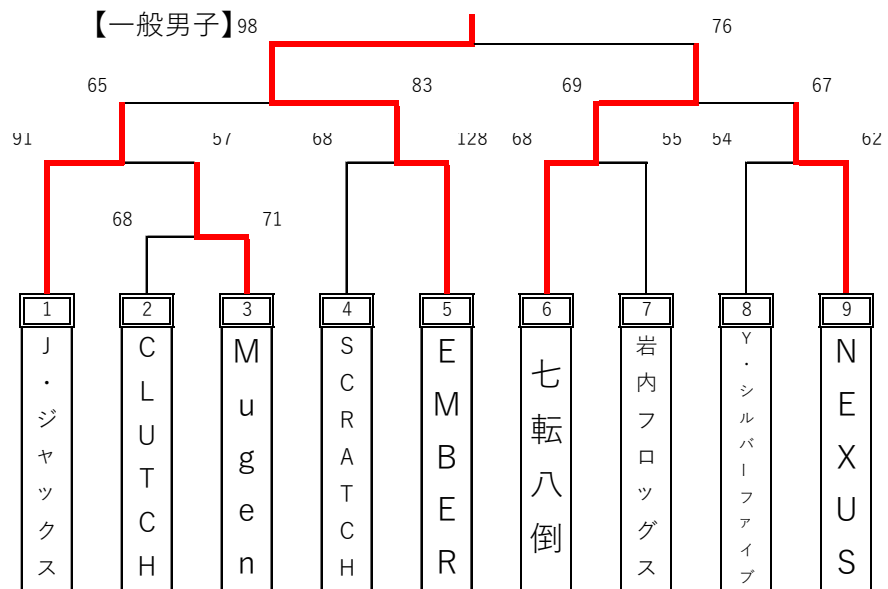 【一般男子】
98 76
65 83 69 67
91 57 68 128 68 55 54 62
68 71
1 2 3 4 5 6 7 8 9
J・ジャックス
CLUTCH
Mugen
SCRATCH
EMBER
七転八倒
岩内フロッグス
Y・シルバーファイブ
NEXUS